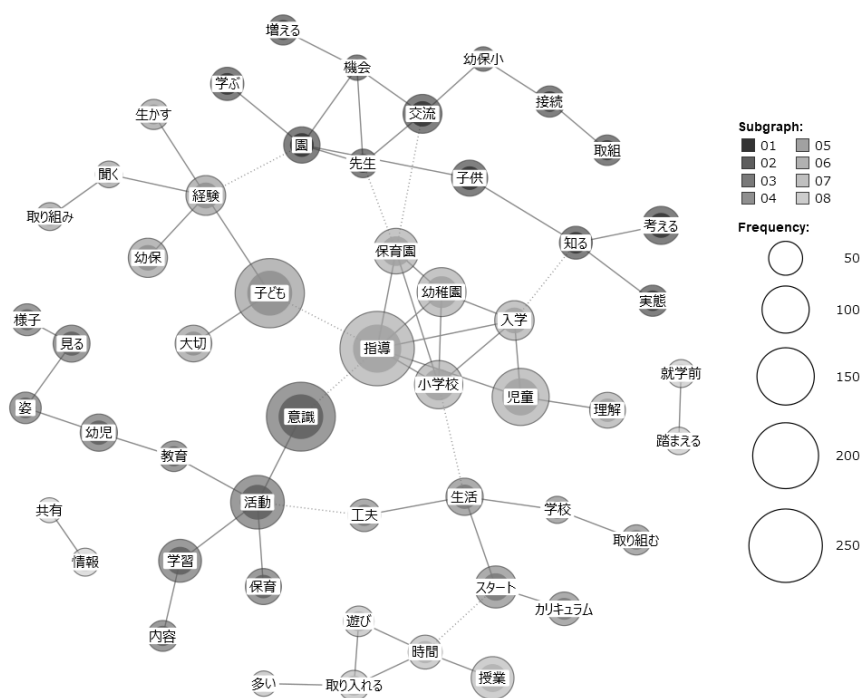 増える
機会
幼保小
学ぶ
接続
生かす
交流
園
先生
取組
聞く
子供
経験
取り組み
考える
知る
保育園
幼保
子ども
幼稚園
実態
様子
入学
見る
大切
指導
就学前
小学校
児童
姿
意識
理解
幼児
踏まえる
教育
活動
生活
共有
工夫
学校
情報
取り組む
学習
保育
スタート
カリキュラム
内容
遊び
時間
多い
取り入れる
授業
Subgraph:
01 05
02 06
03 07
04 08
Frequency:
50
100
150
200
250